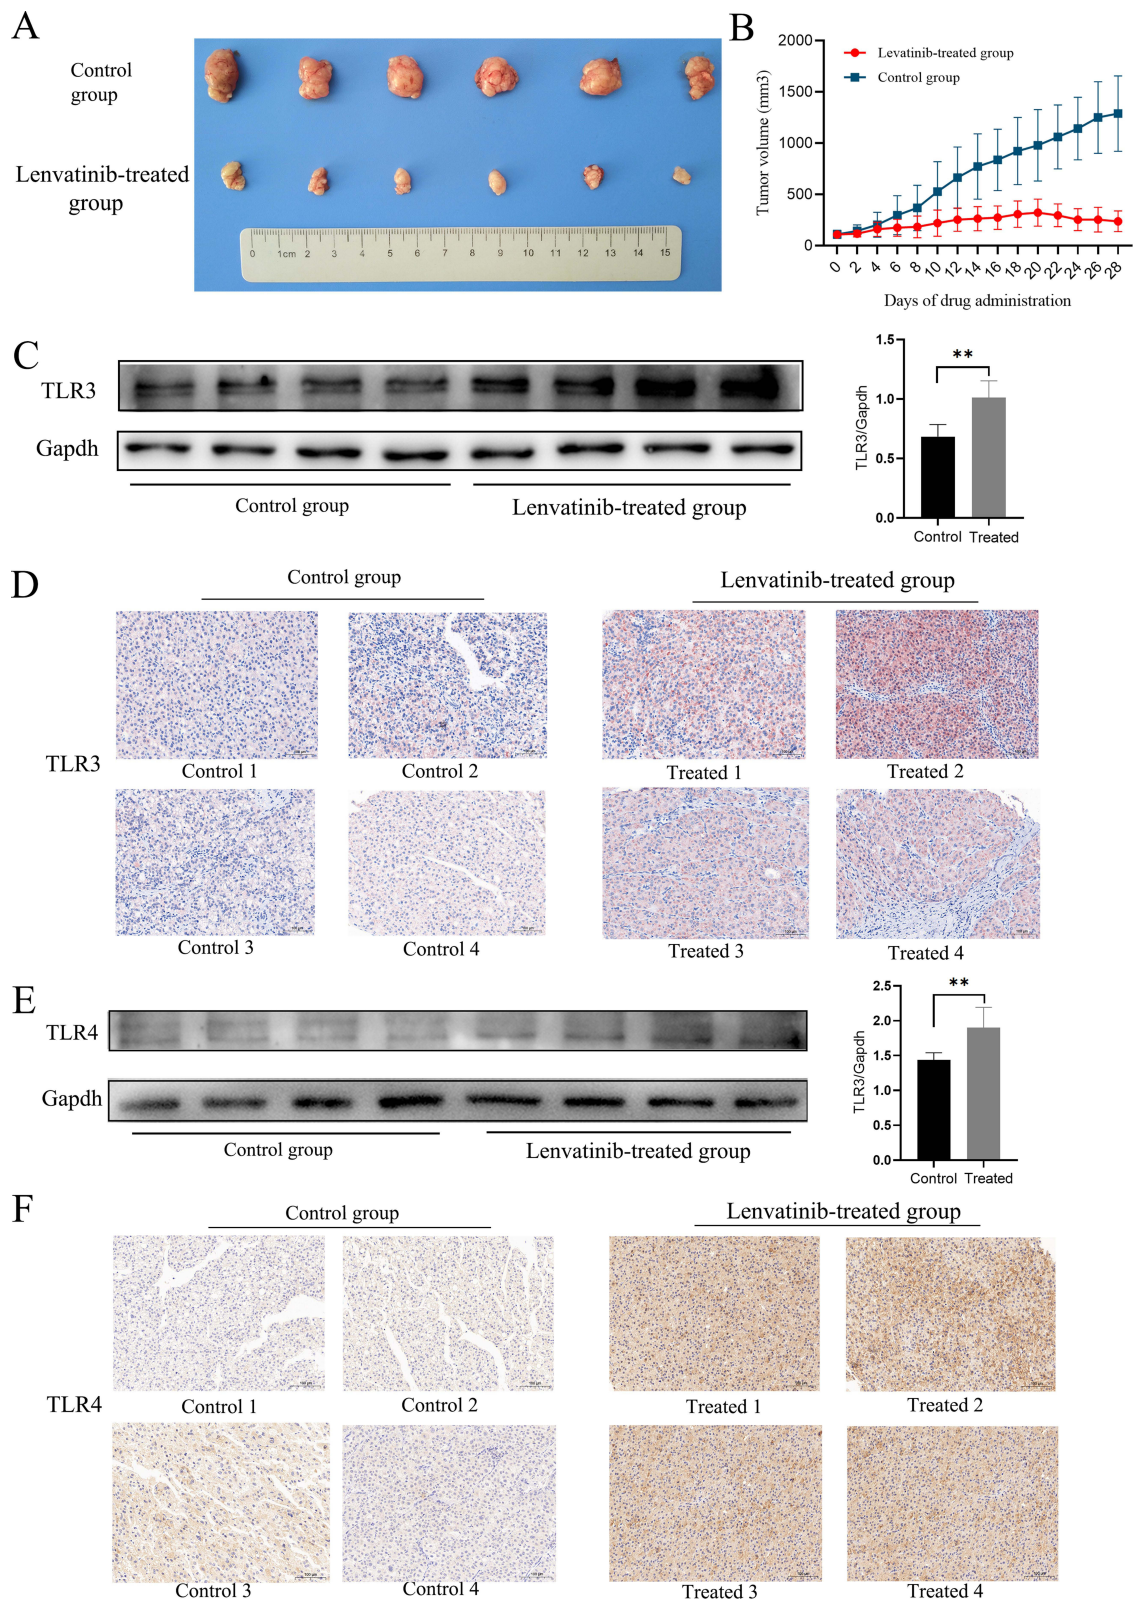 A
Control
group
Lenvatinib-treated
group
0 1cm 2 3 4 5 6 7 8 9 10 11 12 13 14 15
B
2000
1500
1000
500
0
Tumor volume (mm3)
Levatinib-treated group
Control group
0 2 4 6 8 10 12 14 16 18 20 22 24 26 28
Days of drug administration
C
TLR3
Gapdh
Control group
Lenvatinib-treated group
1.5
1.0
0.5
0.0
TLR3/Gapdh
**
Control Treated
D
Control group
Lenvatinib-treated group
TLR3
Control 1
Control 2
Treated 1
Treated 2
Control 3
Control 4
Treated 3
Treated 4
E
TLR4
Gapdh
Control group
Lenvatinib-treated group
2.5
2.0
1.5
1.0
0.5
0.0
TLR3/Gapdh
**
Control Treated
F
Control group
Lenvatinib-treated group
TLR4
Control 1
Control 2
Treated 1
Treated 2
Control 3
Control 4
Treated 3
Treated 4